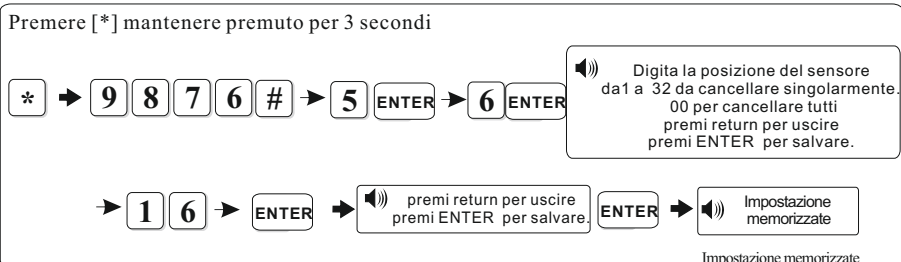 Premere [*] mantenere premuto per 3 secondi
* 9 8 7 6 # 5 ENTER 6 ENTER
Digita la posizione del sensore
da1 a 32 da cancellare singolarmente.
00 per cancellare tutti
premi return per uscire
premi ENTER per salvare.
1 6 ENTER
premi return per uscire
premi ENTER per salvare.
ENTER
Impostazione
memorizzate
Impostazione memorizzate